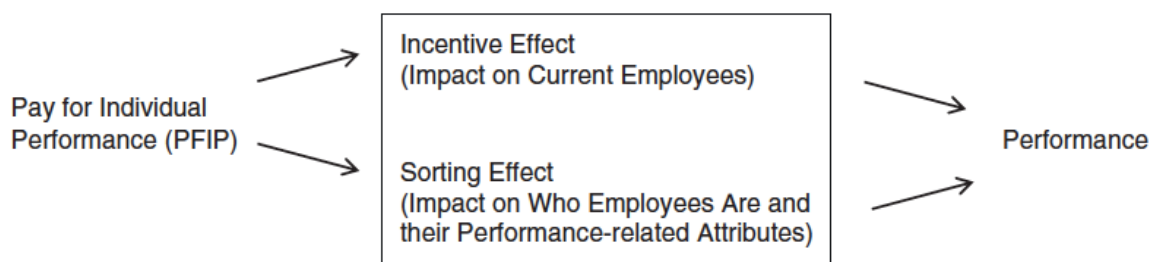 Incentive Effect
(Impact on Current Employees)
Pay for Individual
Performance (PFIP)
Performance
Sorting Effect
(Impact on Who Employees Are and
their Performance-related Attributes)